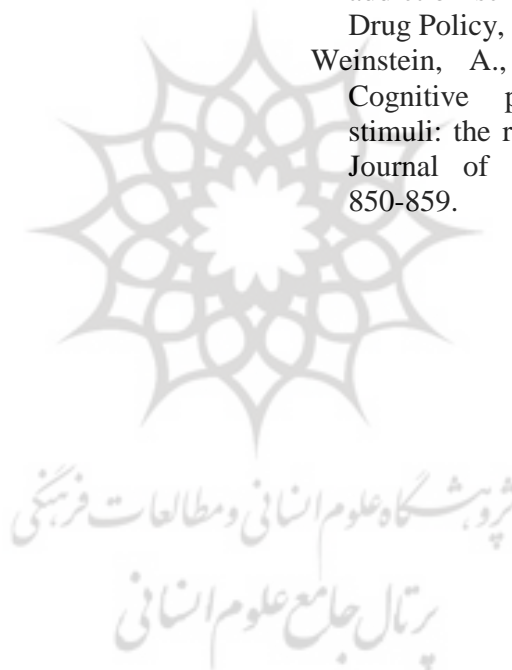 Drug Policy,
Weinstein, A.,
Cognitive p
stimuli: the r
Journal of
850-859.
پژوهشگاه علوم انسانی و مطالعات فرهنگی
پرتال جامع علوم انسانی